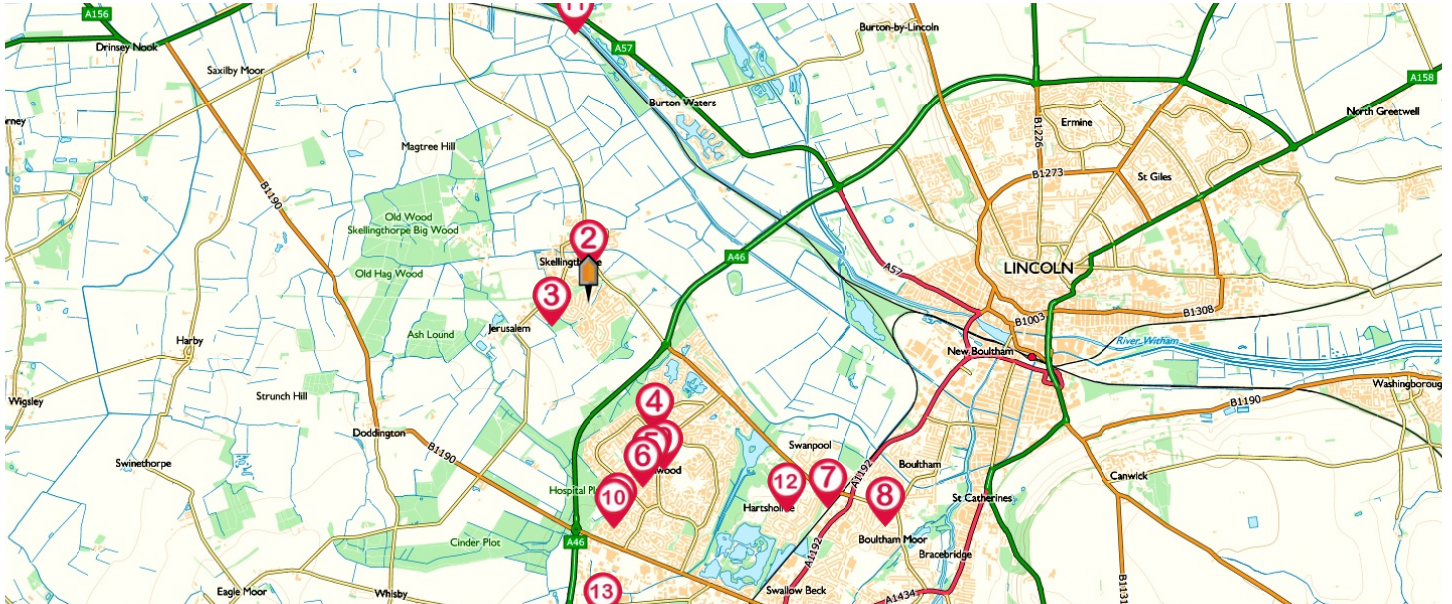 A156
11
Burton-by-Lincoln
Drinsey Nook
A57
Saxilby Moor
A158
Burton Waters
North Greetwell
Ermine
B1226
Magtree Hill
B1273
St Giles
B1190
Old Wood
Skellingthorpe Big Wood
2
A46
Old Hag Wood
A57
LINCOLN
3
B1003
B1308
Jerusalem
Ash Lound
Harby
River Witham
New Boultham
Washingborough
Strunch Hill
Wigsley
4
B1190
Doddington
B1190
5
6
Swanpool
Swinethorpe
Boultham
A1192
Canwick
12
7
8
10
Hartsholme
St Catherines
Cinder Plot
A46
Boultham Moor
Bracebridge
A1192
Eagle Moor
Whisby
13
Swallow Beck
A1434
B1131